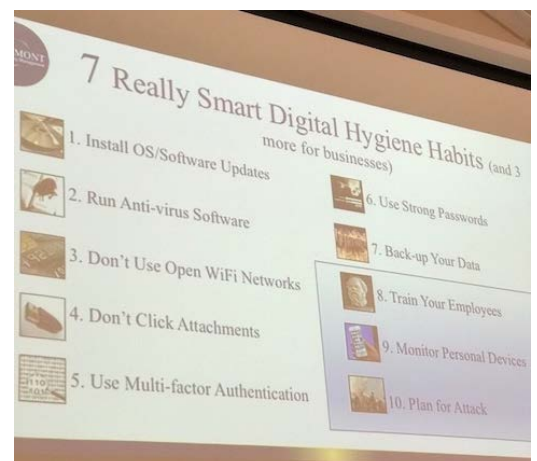 MONT
7 Really Smart Digital Hygiene Habits (and 3
more for businesses)
1. Install OS/Software Updates
2. Run Anti-virus Software
3. Don't Use Open WiFi Networks
4. Don't Click Attachments
5. Use Multi-factor Authentication
6. Use Strong Passwords
7. Back-up Your Data
8. Train Your Employees
9. Monitor Personal Devices
10. Plan for Attack